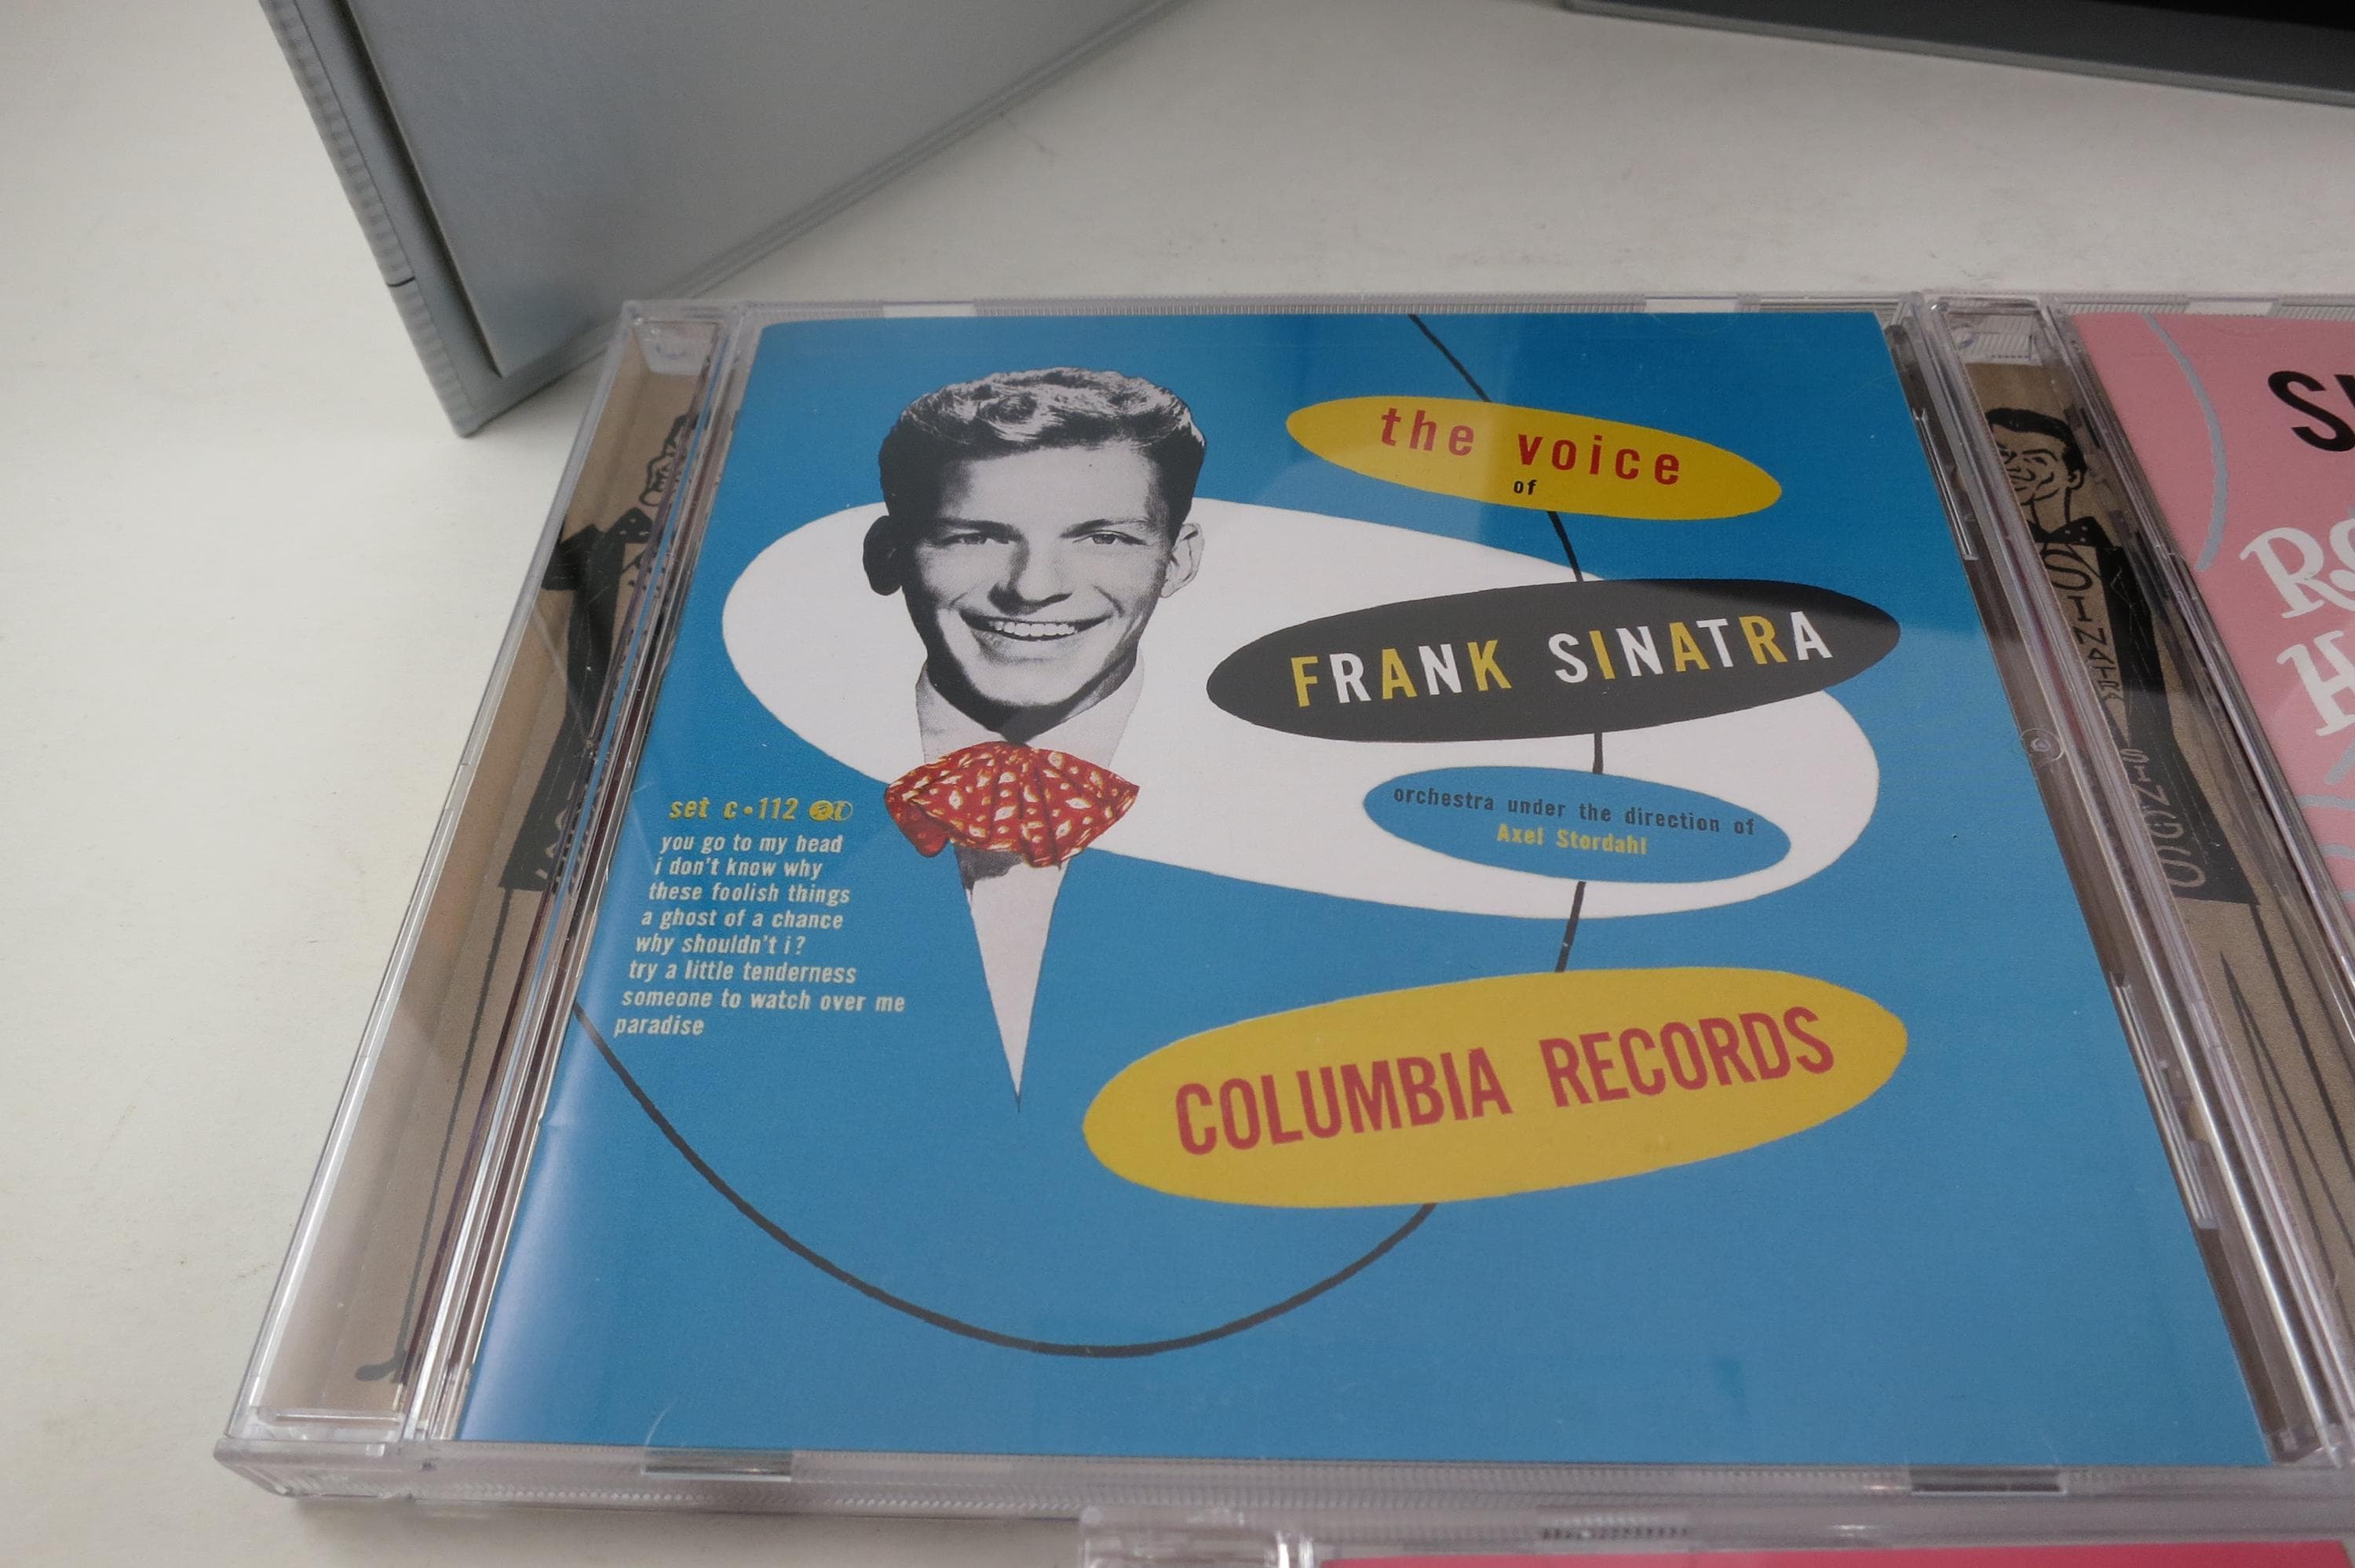 the voice
of
FRANK SINATRA
orchestra under the direction of
Axel Stordahl
set c•112
you go to my head
i don't know why
these foolish things
a ghost of a chance
why shouldn't i?
try a little tenderness
someone to watch over me
paradise
COLUMBIA RECORDS
SINATRA
SINGS